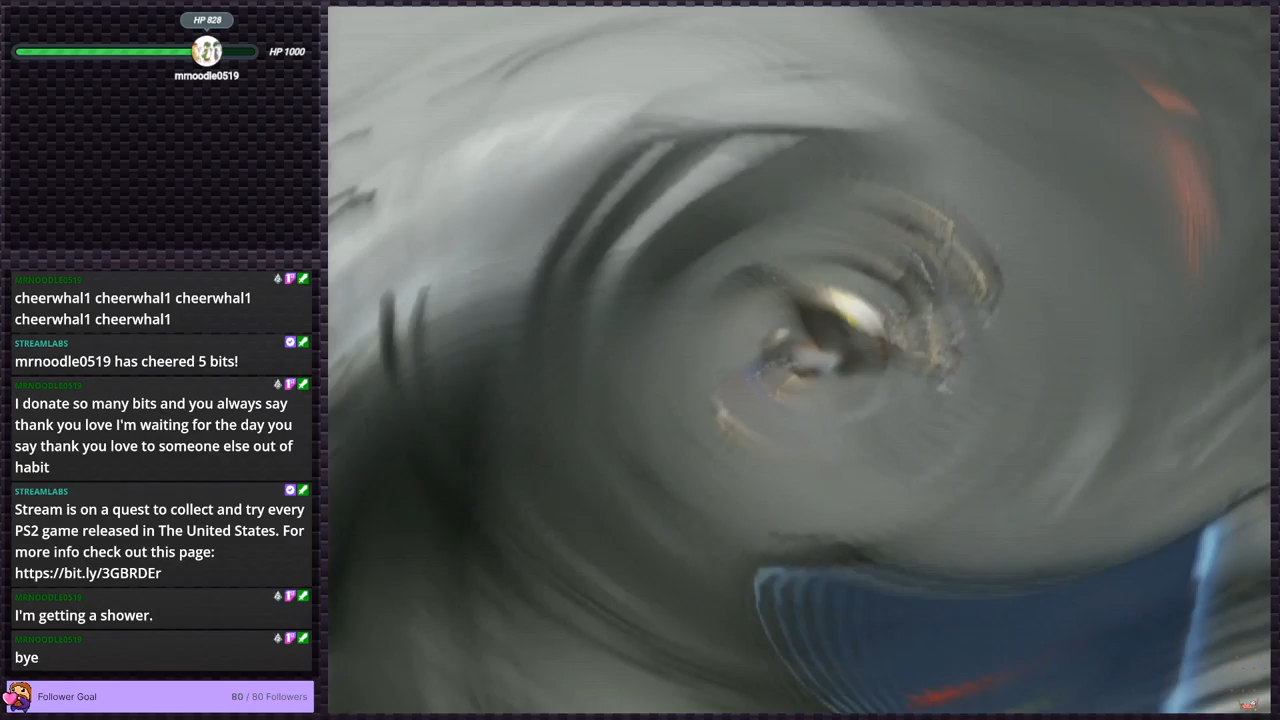 HP 828
HP 1000
mrnoodle0519
MRNOODLE0519
cheerwhal1 cheerwhal1 cheerwhal1
cheerwhal1 cheerwhal1
STREAMLABS
mrnoodle0519 has cheered 5 bits!
MRNOODLE0519
I donate so many bits and you always say
thank you love I'm waiting for the day you
say thank you love to someone else out of
habit
STREAMLABS
Stream is on a quest to collect and try every
PS2 game released in The United States. For
more info check out this page:
https://bit.ly/3GBRDEr
MRNOODLE0519
I'm getting a shower.
MRNOODLE0519
bye
Follower Goal
80 / 80 Followers